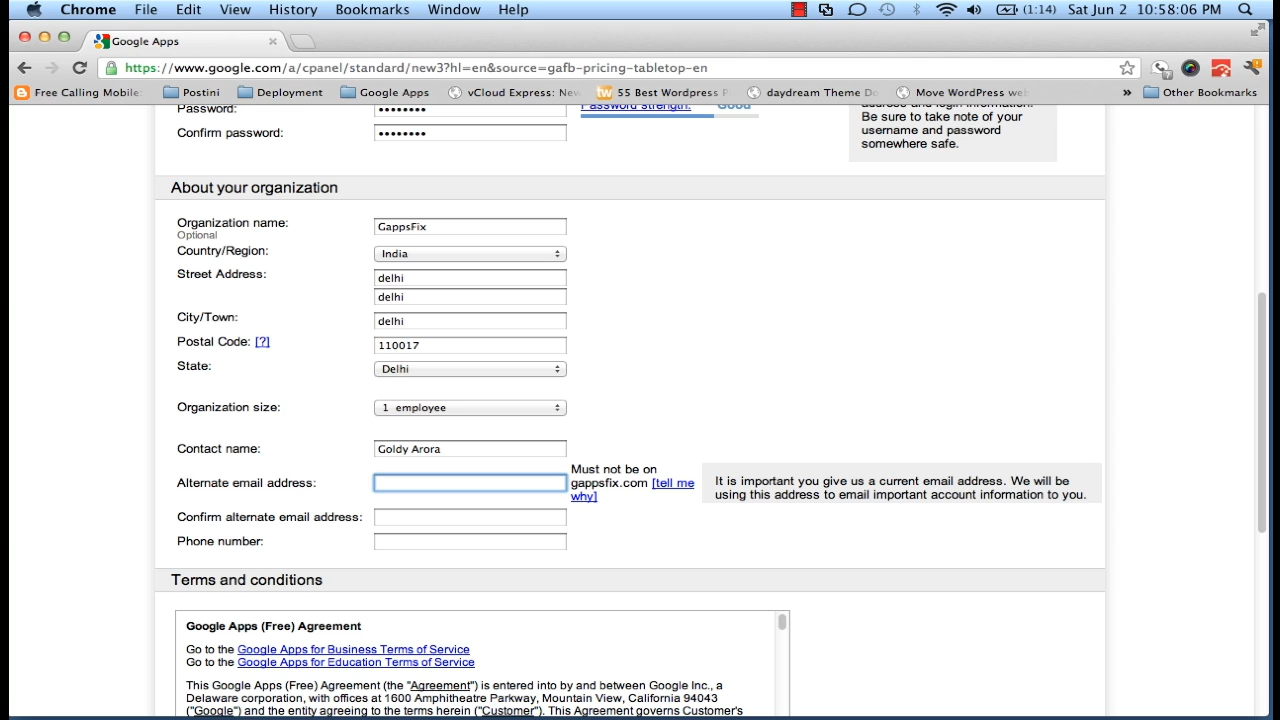 Chrome File Edit View History Bookmarks Window Help (1:14) Sat Jun 2 10:58:06 PM
Google Apps
https://www.google.com/a/cpanel/standard/new3?hl=en&source=gafb-pricing-tabletop-en
Free Calling Mobile: Postini Deployment Google Apps vCloud Express: New 55 Best Wordpress daydream Theme Do Move WordPress web » Other Bookmarks
Password: •••••••• Password strength: Good
Confirm password: ••••••••
address and login information.
Be sure to take note of your
username and password
somewhere safe.
About your organization
Organization name: GappsFix
Optional
Country/Region: India
Street Address: delhi
delhi
City/Town: delhi
Postal Code: [?] 110017
State: Delhi
Organization size: 1 employee
Contact name: Goldy Arora
Alternate email address:
Must not be on
gappsfix.com [tell me
why]
It is important you give us a current email address. We will be
using this address to email important account information to you.
Confirm alternate email address:
Phone number:
Terms and conditions
Google Apps (Free) Agreement
Go to the Google Apps for Business Terms of Service
Go to the Google Apps for Education Terms of Service
This Google Apps (Free) Agreement (the "Agreement") is entered into by and between Google Inc., a
Delaware corporation, with offices at 1600 Amphitheatre Parkway, Mountain View, California 94043
("Google") and the entity agreeing to the terms herein ("Customer"). This Agreement governs Customer's